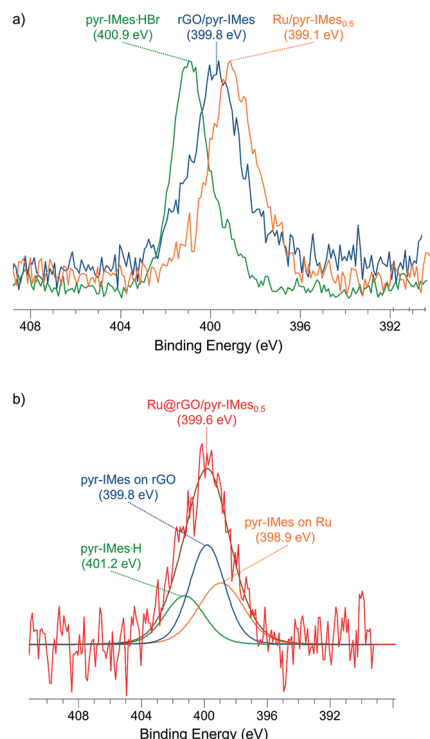 a)
pyr-IMes·HBr
(400.9 eV)
rGO/pyr-IMes
(399.8 eV)
Ru/pyr-IMes0.5
(399.1 eV)
408 404 400 396 392
Binding Energy (eV)
b)
Ru@rGO/pyr-IMes0.5
(399.6 eV)
pyr-IMes on rGO
(399.8 eV)
pyr-IMes on Ru
(398.9 eV)
pyr-IMes·H
(401.2 eV)
408 404 400 396 392
Binding Energy (eV)